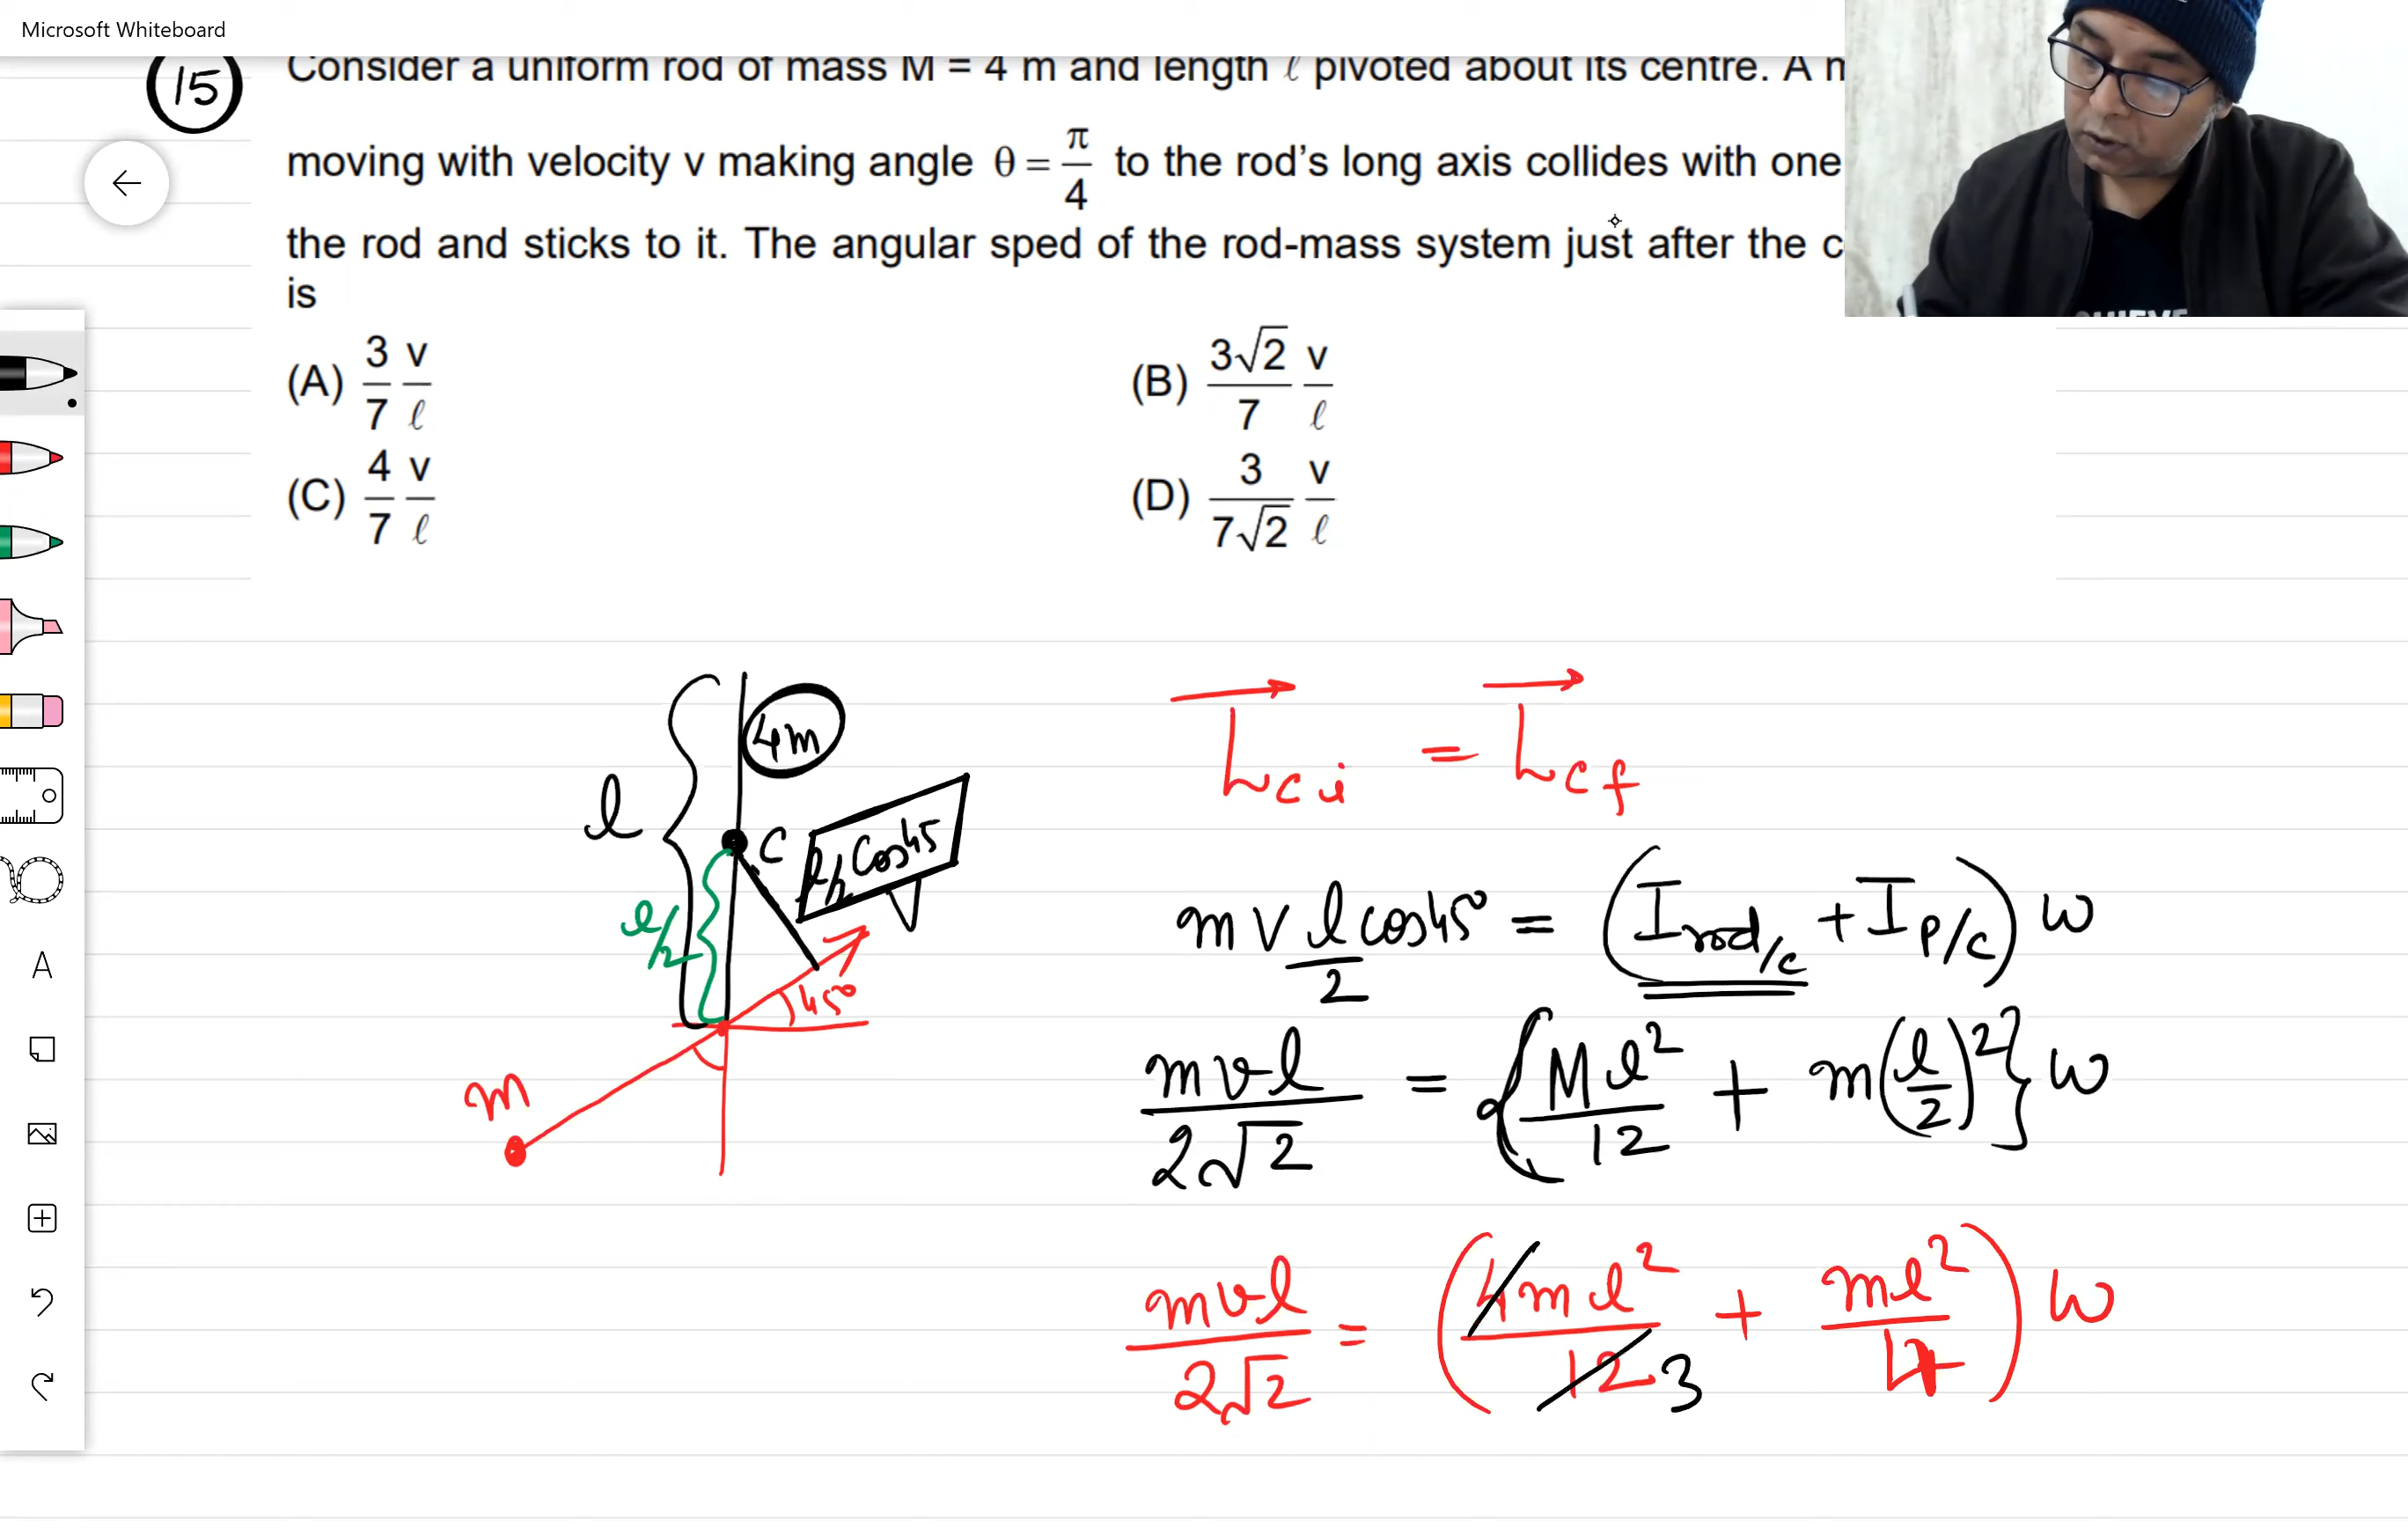 Microsoft Whiteboard
15
Consider a uniform rod of mass M = 4 m and length ℓ pivoted about its centre. A
moving with velocity v making angle θ = π/4 to the rod's long axis collides with one
the rod and sticks to it. The angular sped of the rod-mass system just after the c
is
(A) 3/7 v/ℓ
(B) 3√2/7 v/ℓ
(C) 4/7 v/ℓ
(D) 3/7√2 v/ℓ
4m
l
C
l/2 Cos45
l/2
45°
m
L⃗ci = L⃗cf
mv l/2 cos45° = (Irod/c + IP/c) ω
mvl/2√2 = {Ml²/12 + m(l/2)²} ω
mvl/2√2 = (4ml²/12 3 + ml²/4) ω
A